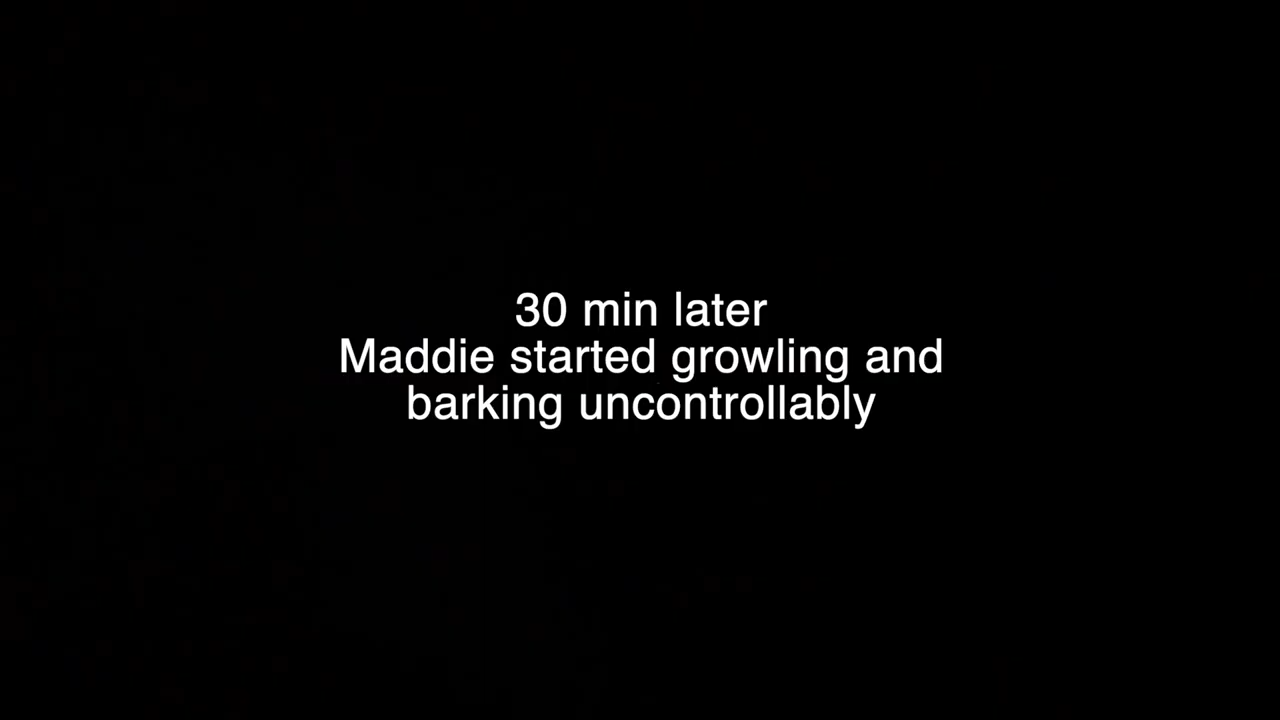 30 min later
Maddie started growling and
barking uncontrollably